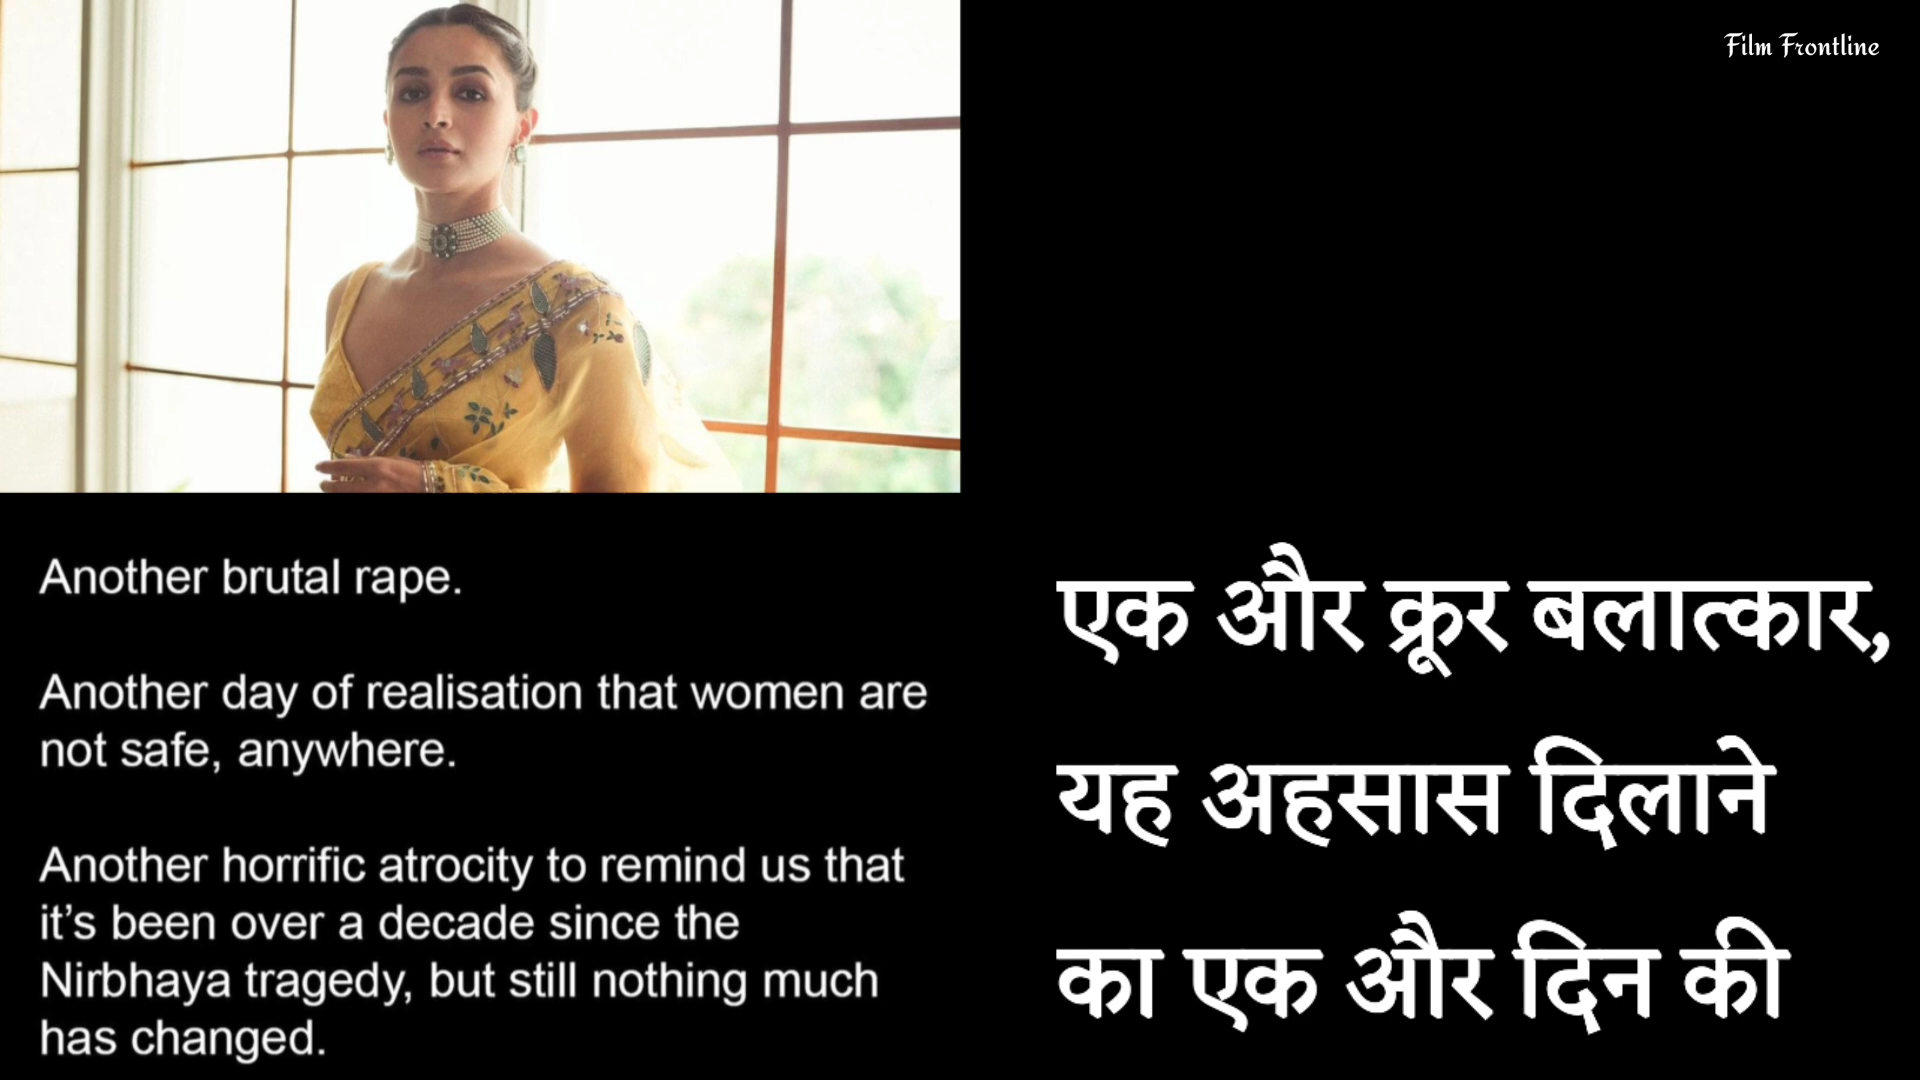 Film Frontline
Another brutal rape.
Another day of realisation that women are
not safe, anywhere.
Another horrific atrocity to remind us that
it’s been over a decade since the
Nirbhaya tragedy, but still nothing much
has changed.
एक और क्रूर बलात्कार,
यह अहसास दिलाने
का एक और दिन की